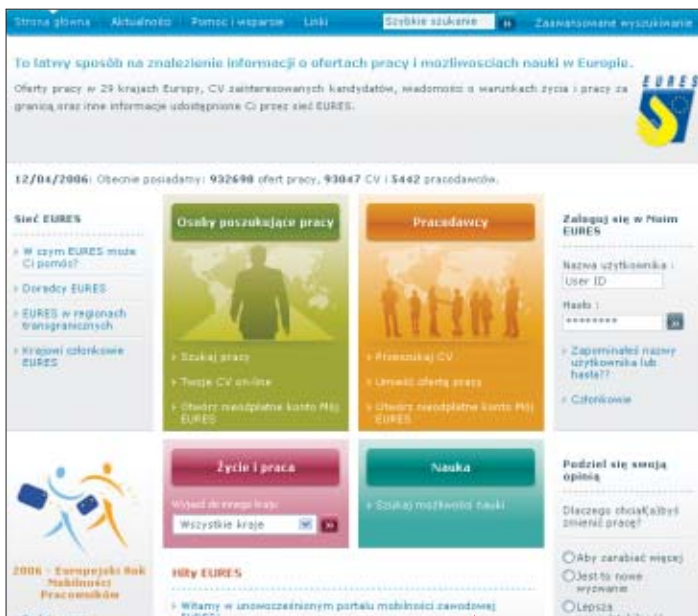 Strona główna Aktualności Pomoc i wsparcie Linki Szybkie szukanie Zaawansowane wyszukiwanie
To łatwy sposób na znalezienie informacji o ofertach pracy i możliwosciach nauki w Europie.
Oferty pracy w 29 krajach Europy, CV zainteresowanych kandydatów, wiadomości o warunkach życia i pracy za
granicą oraz inne informacje udostępnione Ci przez sieć EURES.
EURES
12/04/2006: Obecnie posiadamy: 932698 ofert pracy, 93047 CV i 5442 pracodawców.
Sieć EURES
W czym EURES może
Ci pomóc?
Doradcy EURES
EURES w regionach
transgranicznych
Krajowi członkowie
EURES
Osoby poszukujące pracy
Szukaj pracy
Twoje CV on-line
Otwórz nieodpłatne konto Mój
EURES
Pracodawcy
Przeszukaj CV
Umieść ofertę pracy
Otwórz nieodpłatne konto Mój
EURES
Zaloguj się w Moim
EURES
Nazwa użytkownika :
User ID
Hasło :
********
Zapomniałeś nazwy
użytkownika lub
hasła??
Członkowie
2006 - Europejski Rok
Mobilności
Pracowników
Życie i praca
Wyjazd do innego kraju
Wszystkie kraje
Nauka
Szukaj możliwości nauki
Hity EURES
Witamy w unowocześnionym portalu mobilności zawodowej
EURES!
Podziel się swoją
opinią
Dlaczego chciał(a)byś
zmienić pracę?
Aby zarabiać więcej
Jest to nowe
wyzwanie
Lepsza